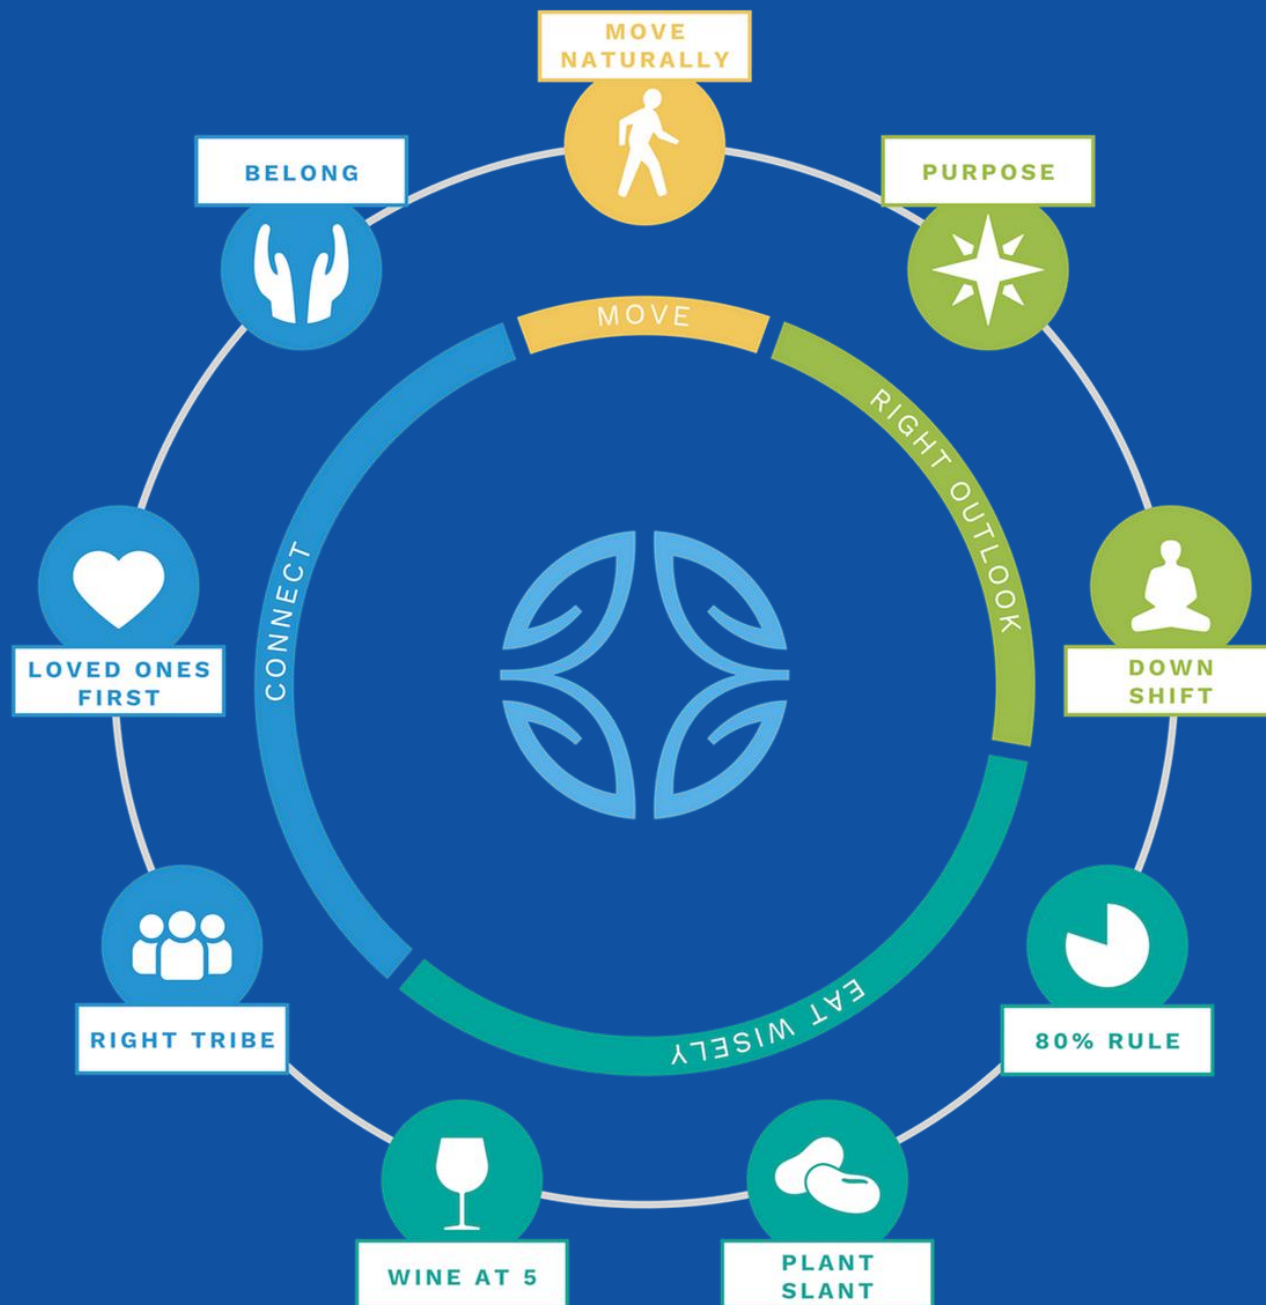 MOVE
NATURALLY
BELONG
PURPOSE
MOVE
RIGHT OUTLOOK
CONNECT
LOVED ONES
FIRST
DOWN
SHIFT
EAT WISELY
RIGHT TRIBE
80% RULE
WINE AT 5
PLANT
SLANT